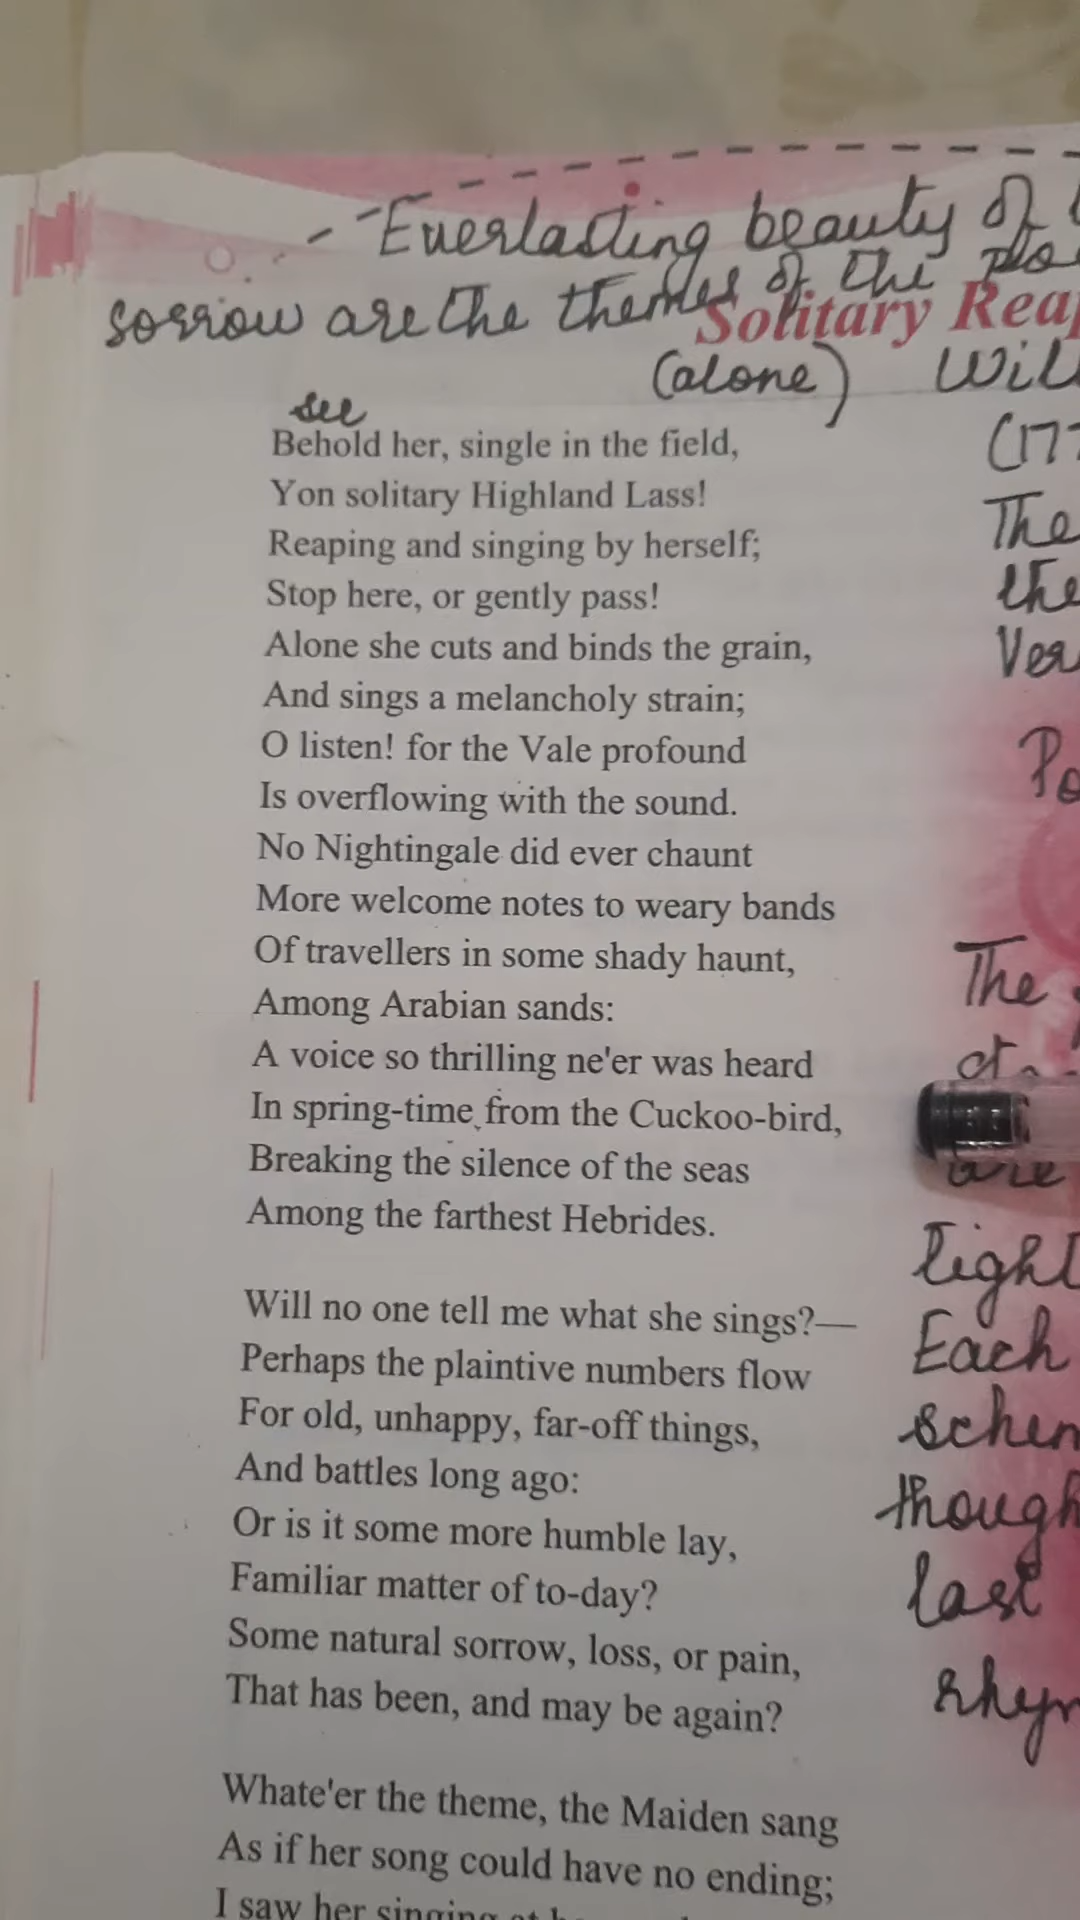 - Everlasting beauty of
sorrow are the themes of the
Solitary
(alone)
see
Behold her, single in the field,
Yon solitary Highland Lass!
Reaping and singing by herself;
The
Stop here, or gently pass!
the
Alone she cuts and binds the grain,
And sings a melancholy strain;
O listen! for the Vale profound
Is overflowing with the sound.
No Nightingale did ever chaunt
More welcome notes to weary bands
Of travellers in some shady haunt,
The
Among Arabian sands:
A voice so thrilling ne'er was heard
In spring-time from the Cuckoo-bird,
Breaking the silence of the seas
are
Among the farthest Hebrides.
Will no one tell me what she sings?—
Each
Perhaps the plaintive numbers flow
For old, unhappy, far-off things,
And battles long ago:
Or is it some more humble lay,
last
Familiar matter of to-day?
Some natural sorrow, loss, or pain,
That has been, and may be again?
Whate'er the theme, the Maiden sang
As if her song could have no ending;
I saw her singing at